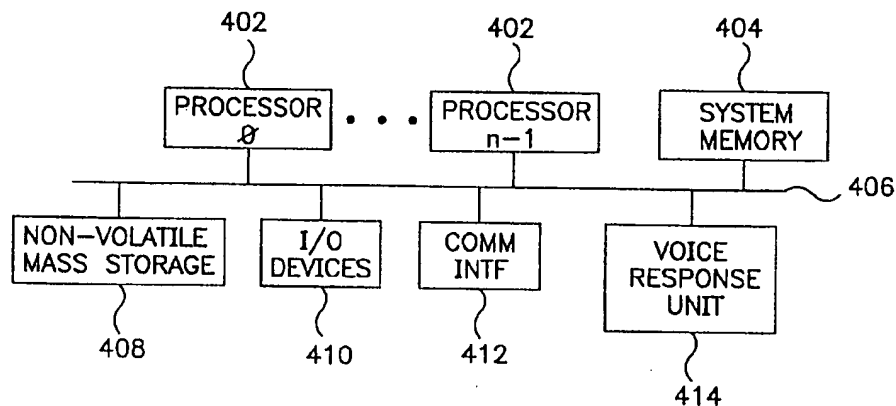 402
402
404
PROCESSOR
0
PROCESSOR
n-1
SYSTEM
MEMORY
406
NON-VOLATILE
MASS STORAGE
I/O
DEVICES
COMM
INTF
VOICE
RESPONSE
UNIT
408
410
412
414